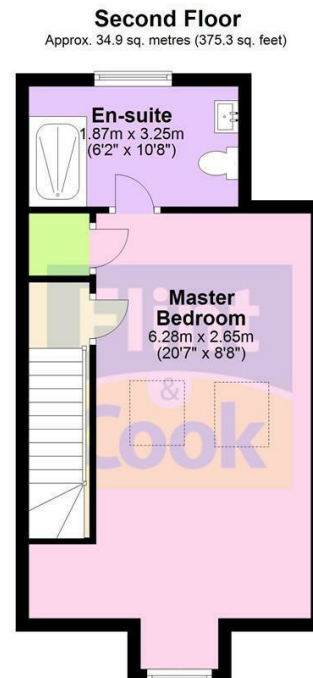 Second Floor
Approx. 34.9 sq. metres (375.3 sq. feet)
En-suite
1.87m x 3.25m
(6'2" x 10'8")
Master
Bedroom
6.28m x 2.65m
(20'7" x 8'8")
Flint
&
Cook